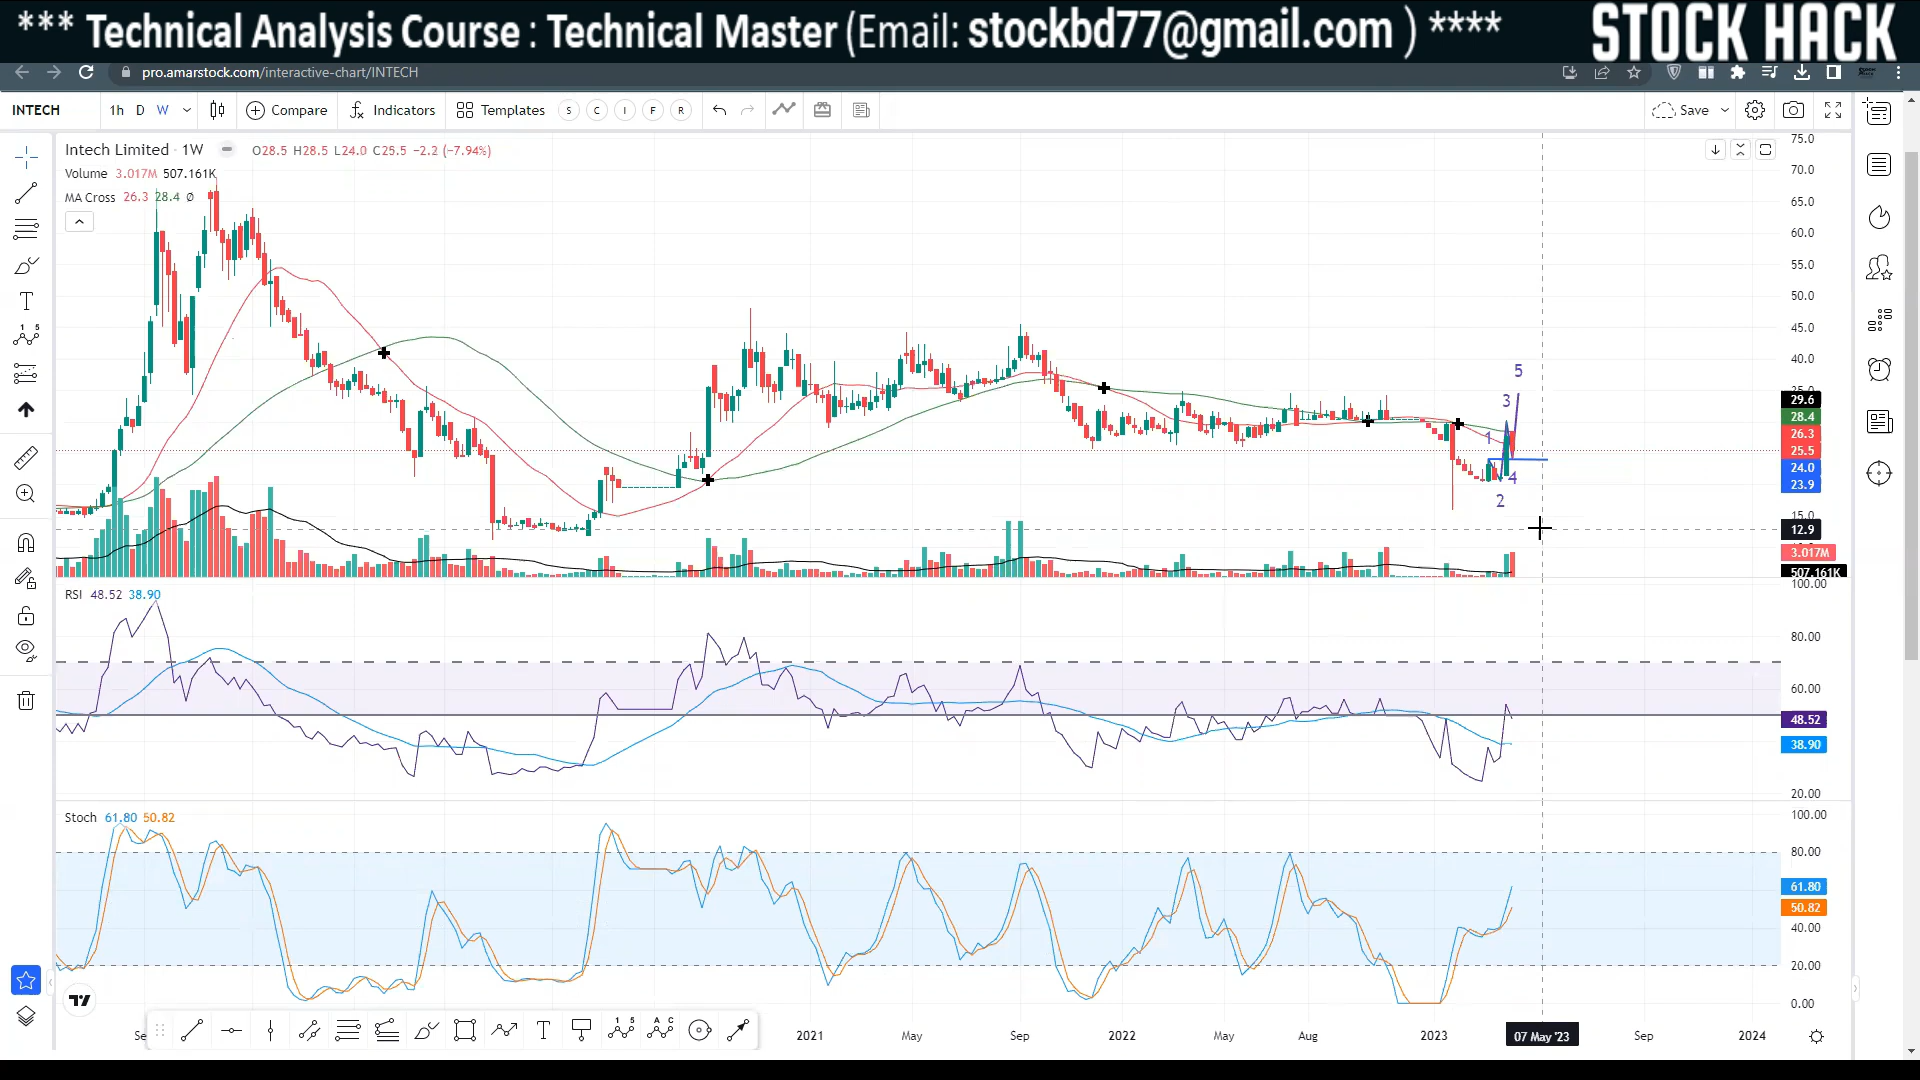 *** Technical Analysis Course : Technical Master (Email: stockbd77@gmail.com ) ****
STOCK HACK
pro.amarstock.com/interactive-chart/INTECH
INTECH 1h D W Compare Indicators Templates S C I F R Save
Intech Limited · 1W O28.5 H28.5 L24.0 C25.5 −2.2 (−7.94%)
Volume 3.017M 507.161K
MA Cross 26.3 28.4 Ø
75.0
70.0
65.0
60.0
55.0
50.0
45.0
40.0
29.6
28.4
26.3
25.5
24.0
23.9
15.0
12.9
3.017M
507.161K
1
2
3
4
5
RSI 48.52 38.90
100.00
80.00
60.00
48.52
38.90
20.00
Stoch 61.80 50.82
100.00
80.00
61.80
50.82
40.00
20.00
0.00
Se 2021 May Sep 2022 May Aug 2023 07 May '23 Sep 2024